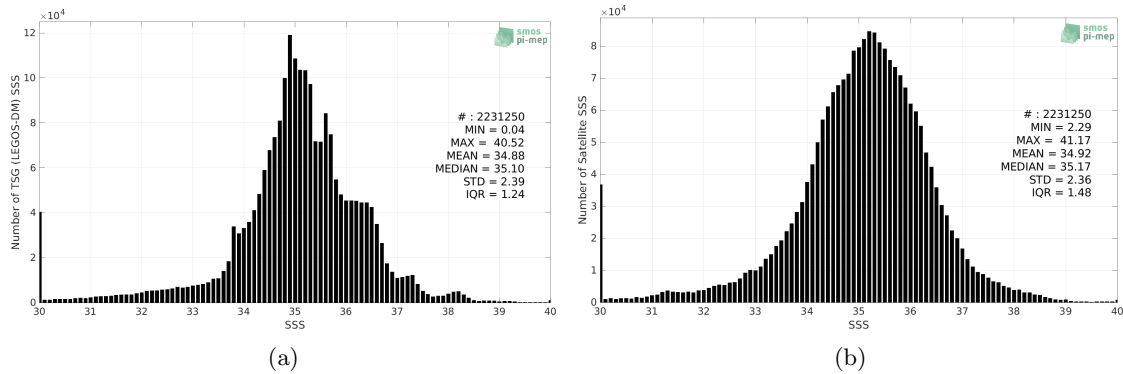 ×10⁴
12
10
8
6
4
2
0
30 31 32 33 34 35 36 37 38 39 40
SSS
Number of TSG (LEGOS-DM) SSS
smos
pi-mep
# : 2231250
MIN = 0.04
MAX = 40.52
MEAN = 34.88
MEDIAN = 35.10
STD = 2.39
IQR = 1.24
(a)
×10⁴
8
7
6
5
4
3
2
1
0
30 31 32 33 34 35 36 37 38 39 40
SSS
Number of Satellite SSS
smos
pi-mep
# : 2231250
MIN = 2.29
MAX = 41.17
MEAN = 34.92
MEDIAN = 35.17
STD = 2.36
IQR = 1.48
(b)